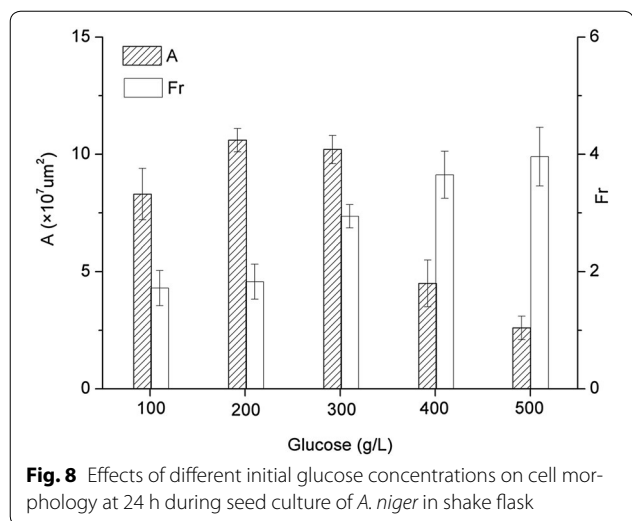 15
10
5
0
A (×10⁷um²)
A
Fr
6
4
2
0
Fr
100 200 300 400 500
Glucose (g/L)
Fig. 8 Effects of different initial glucose concentrations on cell mor-
phology at 24 h during seed culture of A. niger in shake flask